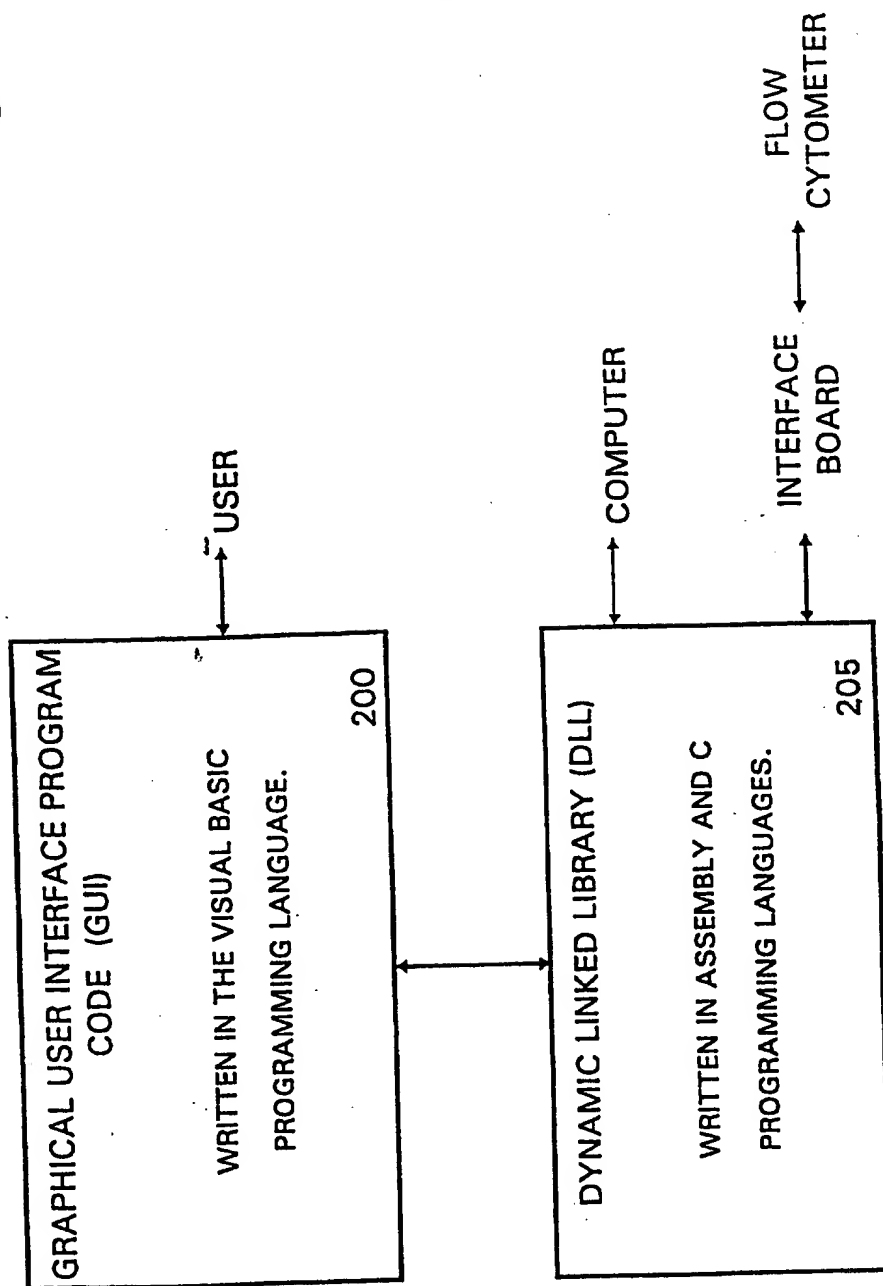 GRAPHICAL USER INTERFACE PROGRAM
CODE (GUI)
WRITTEN IN THE VISUAL BASIC
PROGRAMMING LANGUAGE.
200
USER
DYNAMIC LINKED LIBRARY (DLL)
WRITTEN IN ASSEMBLY AND C
PROGRAMMING LANGUAGES.
205
COMPUTER
INTERFACE
BOARD
FLOW
CYTOMETER